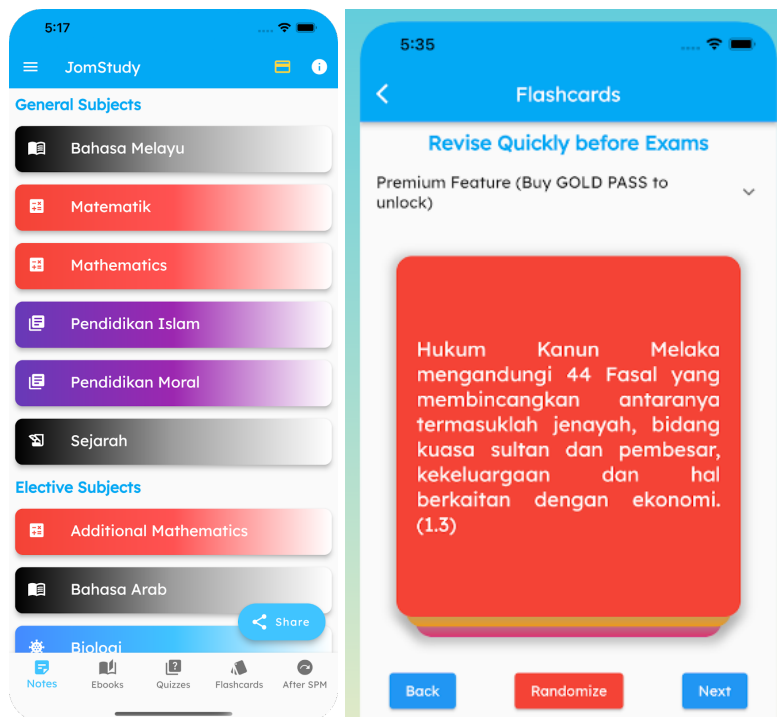 5:17
JomStudy
General Subjects
Bahasa Melayu
Matematik
Mathematics
Pendidikan Islam
Pendidikan Moral
Sejarah
Elective Subjects
Additional Mathematics
Bahasa Arab
Biologi
Share
Notes
Ebooks
Quizzes
Flashcards
After SPM
5:35
Flashcards
Revise Quickly before Exams
Premium Feature (Buy GOLD PASS to
unlock)
Hukum Kanun Melaka
mengandungi 44 Fasal yang
membincangkan antaranya
termasuklah jenayah, bidang
kuasa sultan dan pembesar,
kekeluargaan dan hal
berkaitan dengan ekonomi.
(1.3)
Back
Randomize
Next